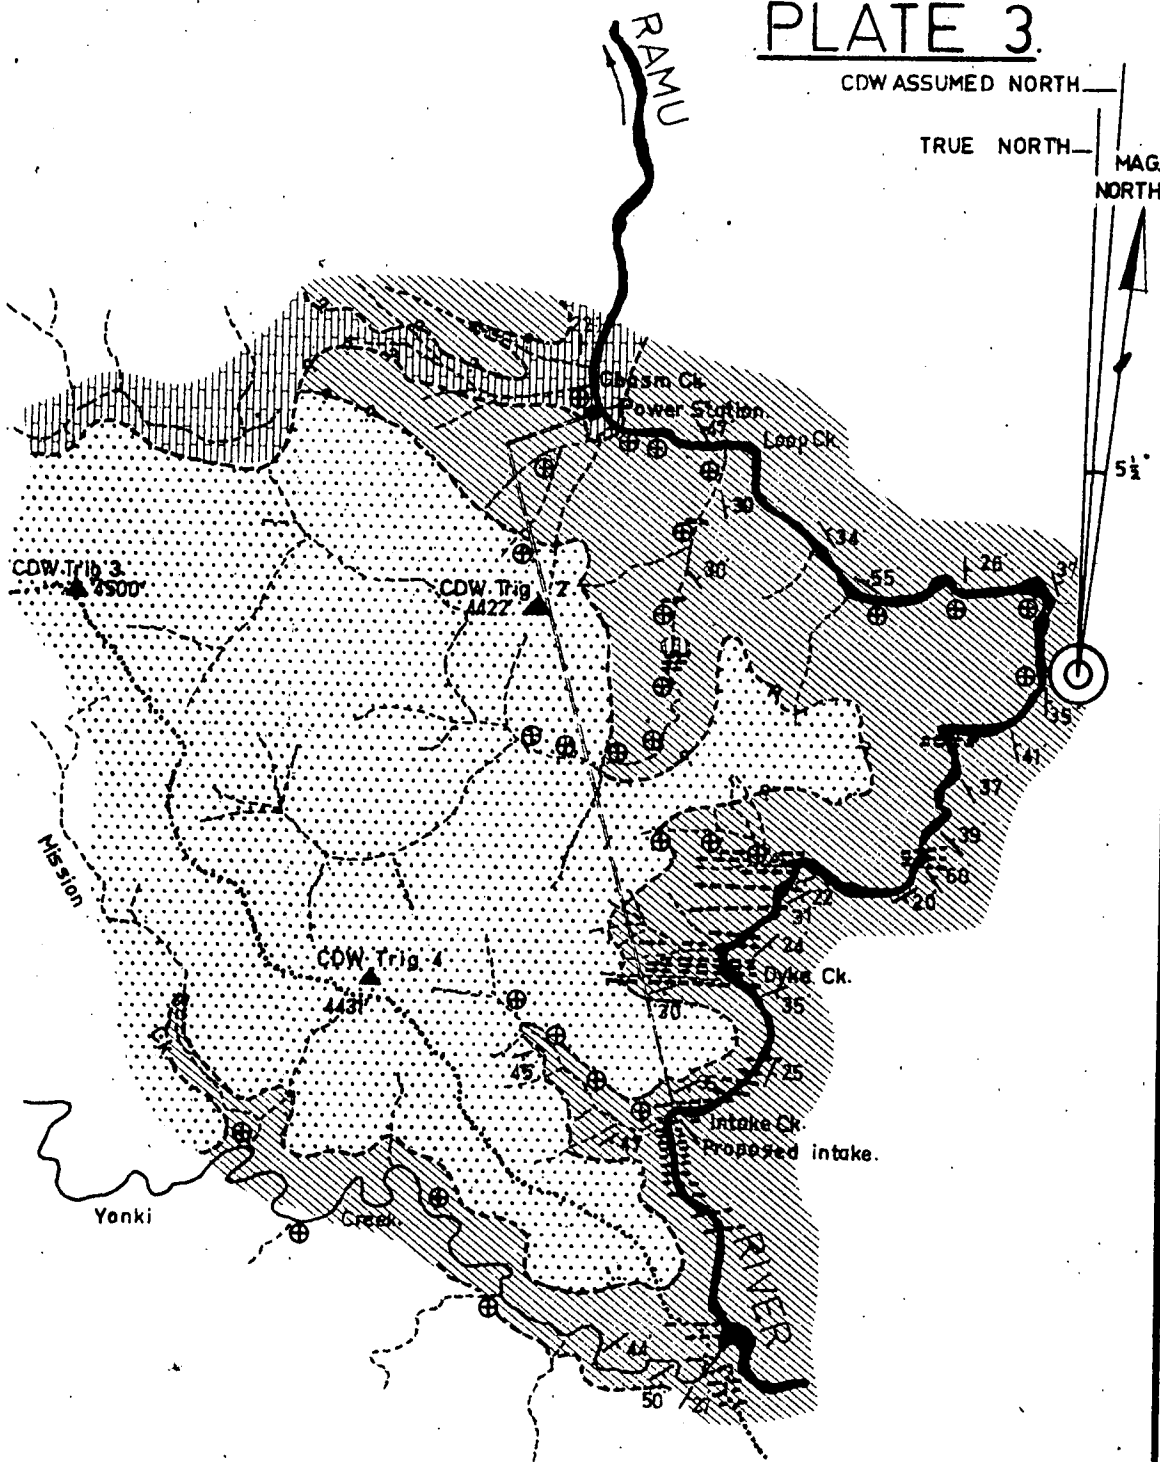 PLATE 3.
RAMU
CDW ASSUMED NORTH
TRUE NORTH
MAG.
NORTH
5½°
Chasm Ck.
Power Station.
47
Loop Ck.
30
34
30
55
26
37
CDW Trig 3.
4500'
CDW Trig 2
4422'
35
41
37
39
60
20
22
31
24
Mission
CDW Trig 4
4431'
Dyke Ck.
30
35
Ck.
45
25
Intake Ck.
47
Proposed intake.
Yonki
Creek.
RIVER
44
50
27